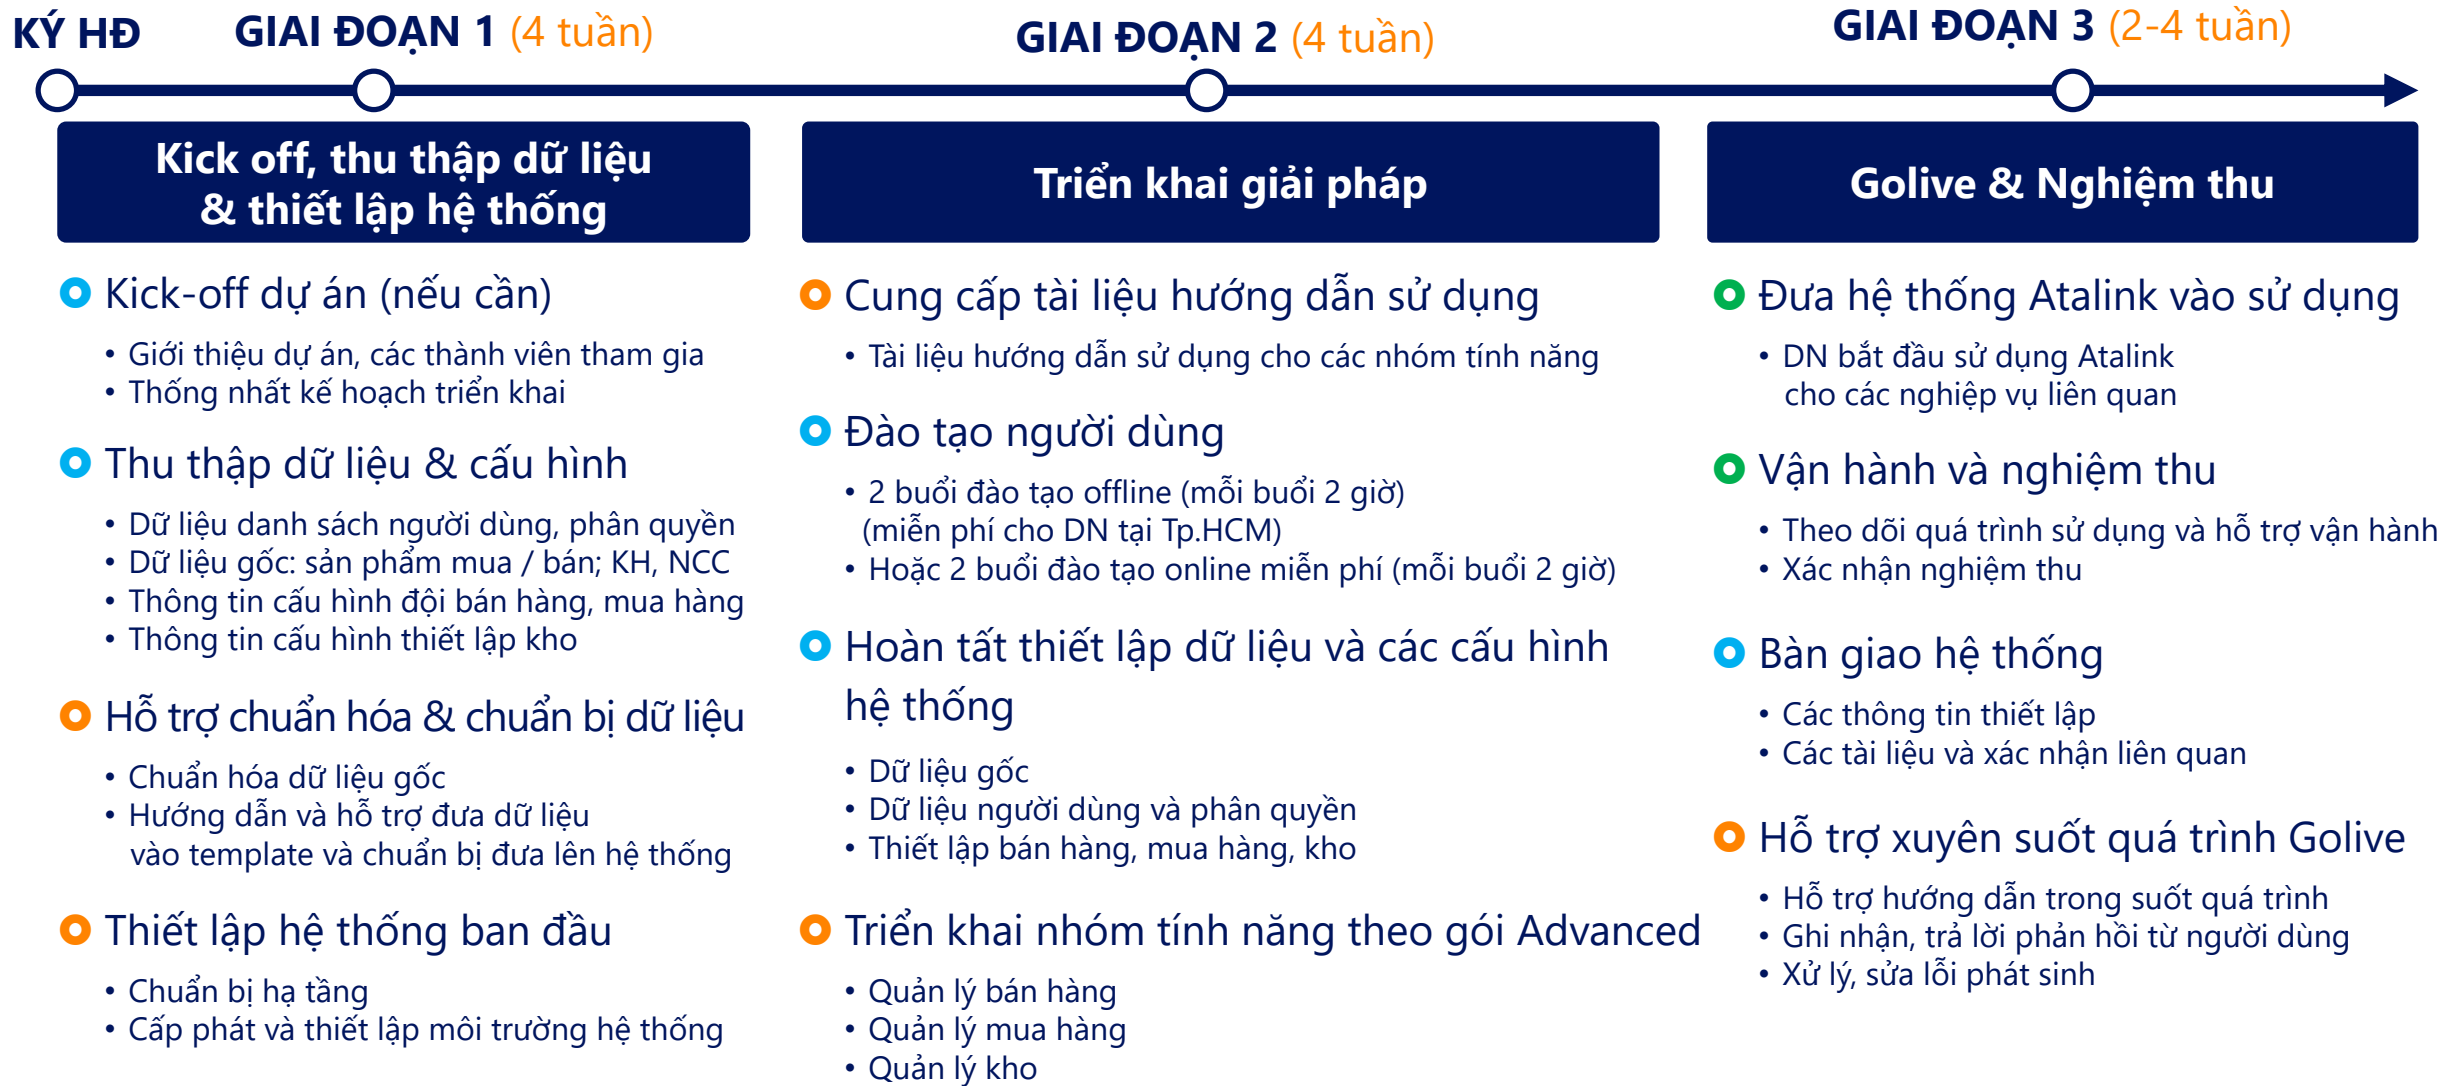 KÝ HĐ
GIAI ĐOẠN 1 (4 tuần)
GIAI ĐOẠN 2 (4 tuần)
GIAI ĐOẠN 3 (2-4 tuần)
Kick off, thu thập dữ liệu
& thiết lập hệ thống
Kick-off dự án (nếu cần)
• Giới thiệu dự án, các thành viên tham gia
• Thống nhất kế hoạch triển khai
Thu thập dữ liệu & cấu hình
• Dữ liệu danh sách người dùng, phân quyền
• Dữ liệu gốc: sản phẩm mua / bán; KH, NCC
• Thông tin cấu hình đội bán hàng, mua hàng
• Thông tin cấu hình thiết lập kho
Hỗ trợ chuẩn hóa & chuẩn bị dữ liệu
• Chuẩn hóa dữ liệu gốc
• Hướng dẫn và hỗ trợ đưa dữ liệu
vào template và chuẩn bị đưa lên hệ thống
Thiết lập hệ thống ban đầu
• Chuẩn bị hạ tầng
• Cấp phát và thiết lập môi trường hệ thống
Triển khai giải pháp
Cung cấp tài liệu hướng dẫn sử dụng
• Tài liệu hướng dẫn sử dụng cho các nhóm tính năng
Đào tạo người dùng
• 2 buổi đào tạo offline (mỗi buổi 2 giờ)
(miễn phí cho DN tại Tp.HCM)
• Hoặc 2 buổi đào tạo online miễn phí (mỗi buổi 2 giờ)
Hoàn tất thiết lập dữ liệu và các cấu hình
hệ thống
• Dữ liệu gốc
• Dữ liệu người dùng và phân quyền
• Thiết lập bán hàng, mua hàng, kho
Triển khai nhóm tính năng theo gói Advanced
• Quản lý bán hàng
• Quản lý mua hàng
• Quản lý kho
Golive & Nghiệm thu
Đưa hệ thống Atalink vào sử dụng
• DN bắt đầu sử dụng Atalink
cho các nghiệp vụ liên quan
Vận hành và nghiệm thu
• Theo dõi quá trình sử dụng và hỗ trợ vận hành
• Xác nhận nghiệm thu
Bàn giao hệ thống
• Các thông tin thiết lập
• Các tài liệu và xác nhận liên quan
Hỗ trợ xuyên suốt quá trình Golive
• Hỗ trợ hướng dẫn trong suốt quá trình
• Ghi nhận, trả lời phản hồi từ người dùng
• Xử lý, sửa lỗi phát sinh